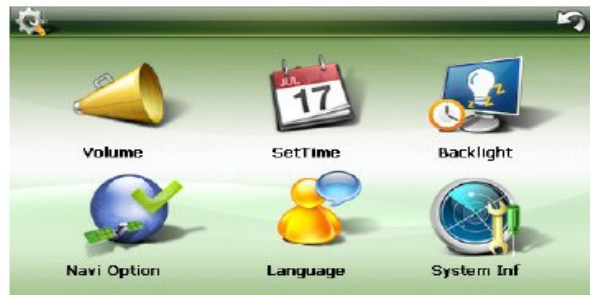 JUL
17
Volume
SetTime
Backlight
Navi Option
Language
System Inf